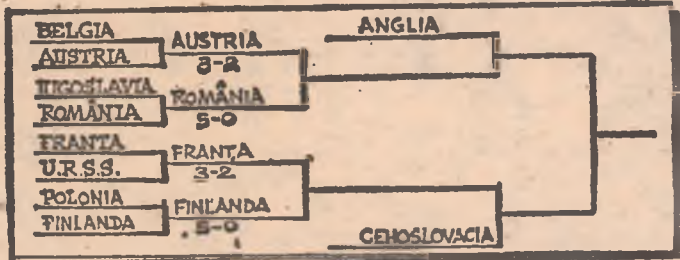 BELGIA
AUSTRIA
IUGOSLAVIA
ROMÂNIA
FRANTA
U.R.S.S.
POLONIA
FINLANDA
AUSTRIA
3-2
ROMÂNIA
5-0
FRANȚA
3-2
FINLANDA
5-0
ANGLIA
CEHOSLOVACIA